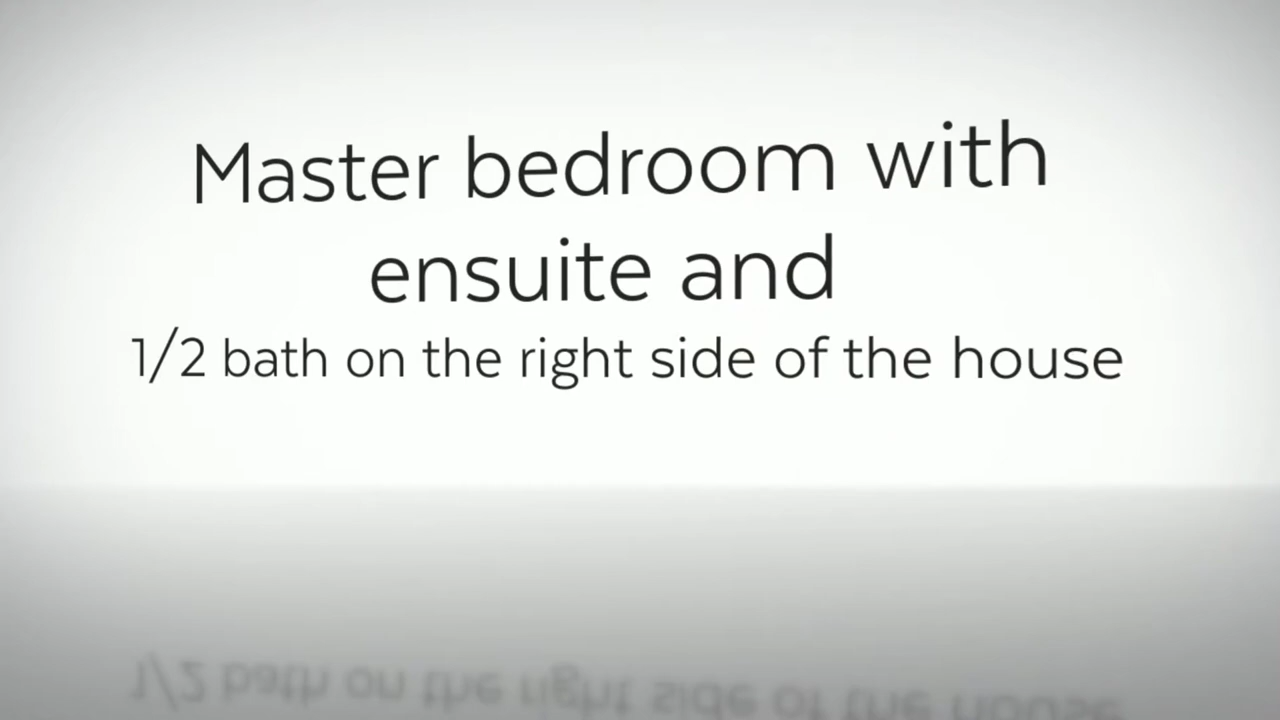 Master bedroom with
ensuite and
1/2 bath on the right side of the house